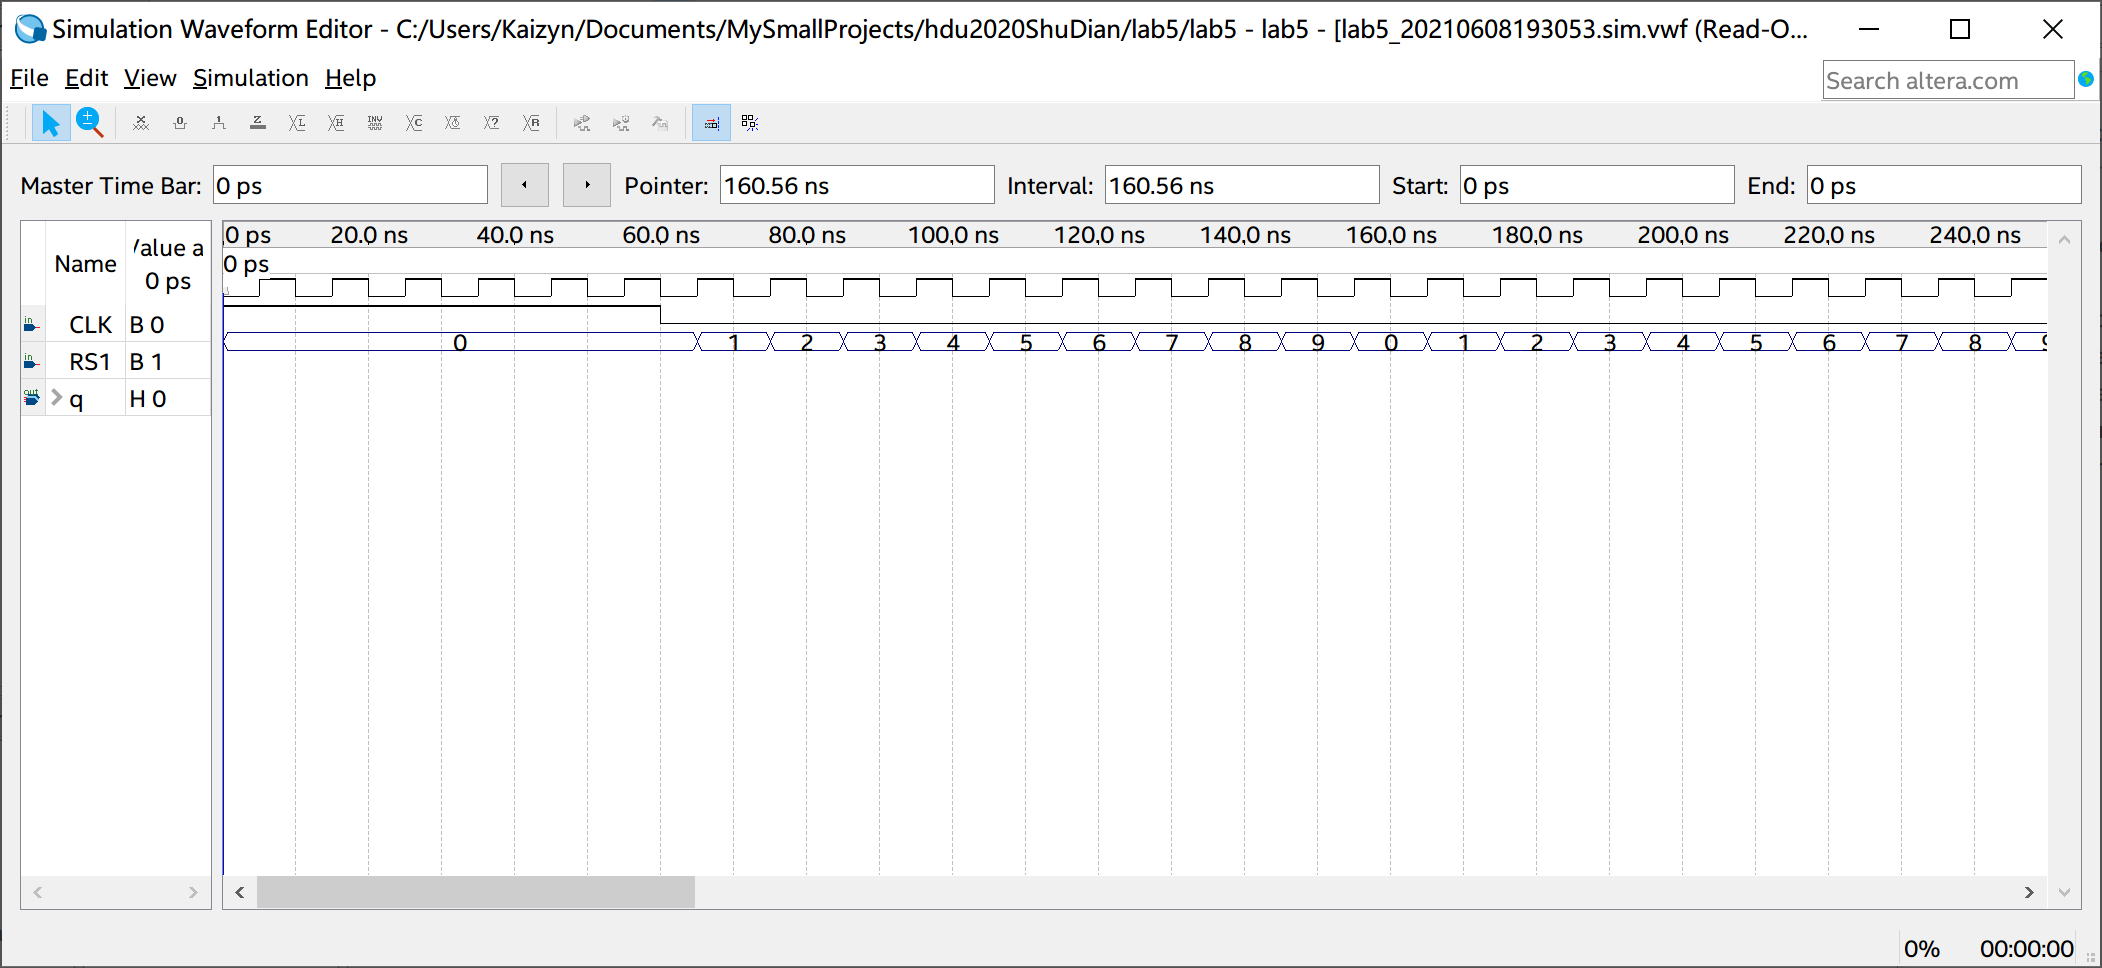 Simulation Waveform Editor - C:/Users/Kaizyn/Documents/MySmallProjects/hdu2020ShuDian/lab5/lab5 - lab5 - [lab5_20210608193053.sim.vwf (Read-O...
File Edit View Simulation Help
Search altera.com
Master Time Bar: 0 ps Pointer: 160.56 ns Interval: 160.56 ns Start: 0 ps End: 0 ps
Name
0 ps
0 ps 20.0 ns 40.0 ns 60.0 ns 80.0 ns 100.0 ns 120.0 ns 140.0 ns 160.0 ns 180.0 ns 200.0 ns 220.0 ns 240.0 ns
0 ps
CLK B 0
RS1 B 1
q H 0
0 1 2 3 4 5 6 7 8 9 0 1 2 3 4 5 6 7 8 9
0% 00:00:00